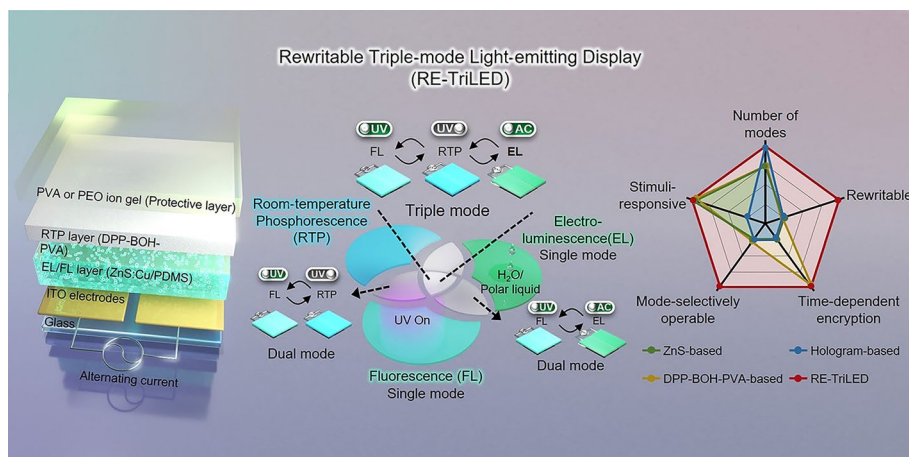 Rewritable Triple-mode Light-emitting Display
(RE-TriLED)
PVA or PEO ion gel (Protective layer)
RTP layer (DPP-BOH-
PVA)
EL/FL layer (ZnS:Cu/PDMS)
ITO electrodes
Glass
Alternating current
UV
UV
AC
FL
RTP
EL
Triple mode
Room-temperature
Phosphorescence
(RTP)
Electro-
luminescence(EL)
Single mode
H₂O/
Polar liquid
UV
UV
FL
RTP
Dual mode
UV On
UV
AC
FL
EL
Dual mode
Fluorescence (FL)
Single mode
Number of
modes
Stimuli-
responsive
Rewritable
Mode-selectively
operable
Time-dependent
encryption
ZnS-based
Hologram-based
DPP-BOH-PVA-based
RE-TriLED